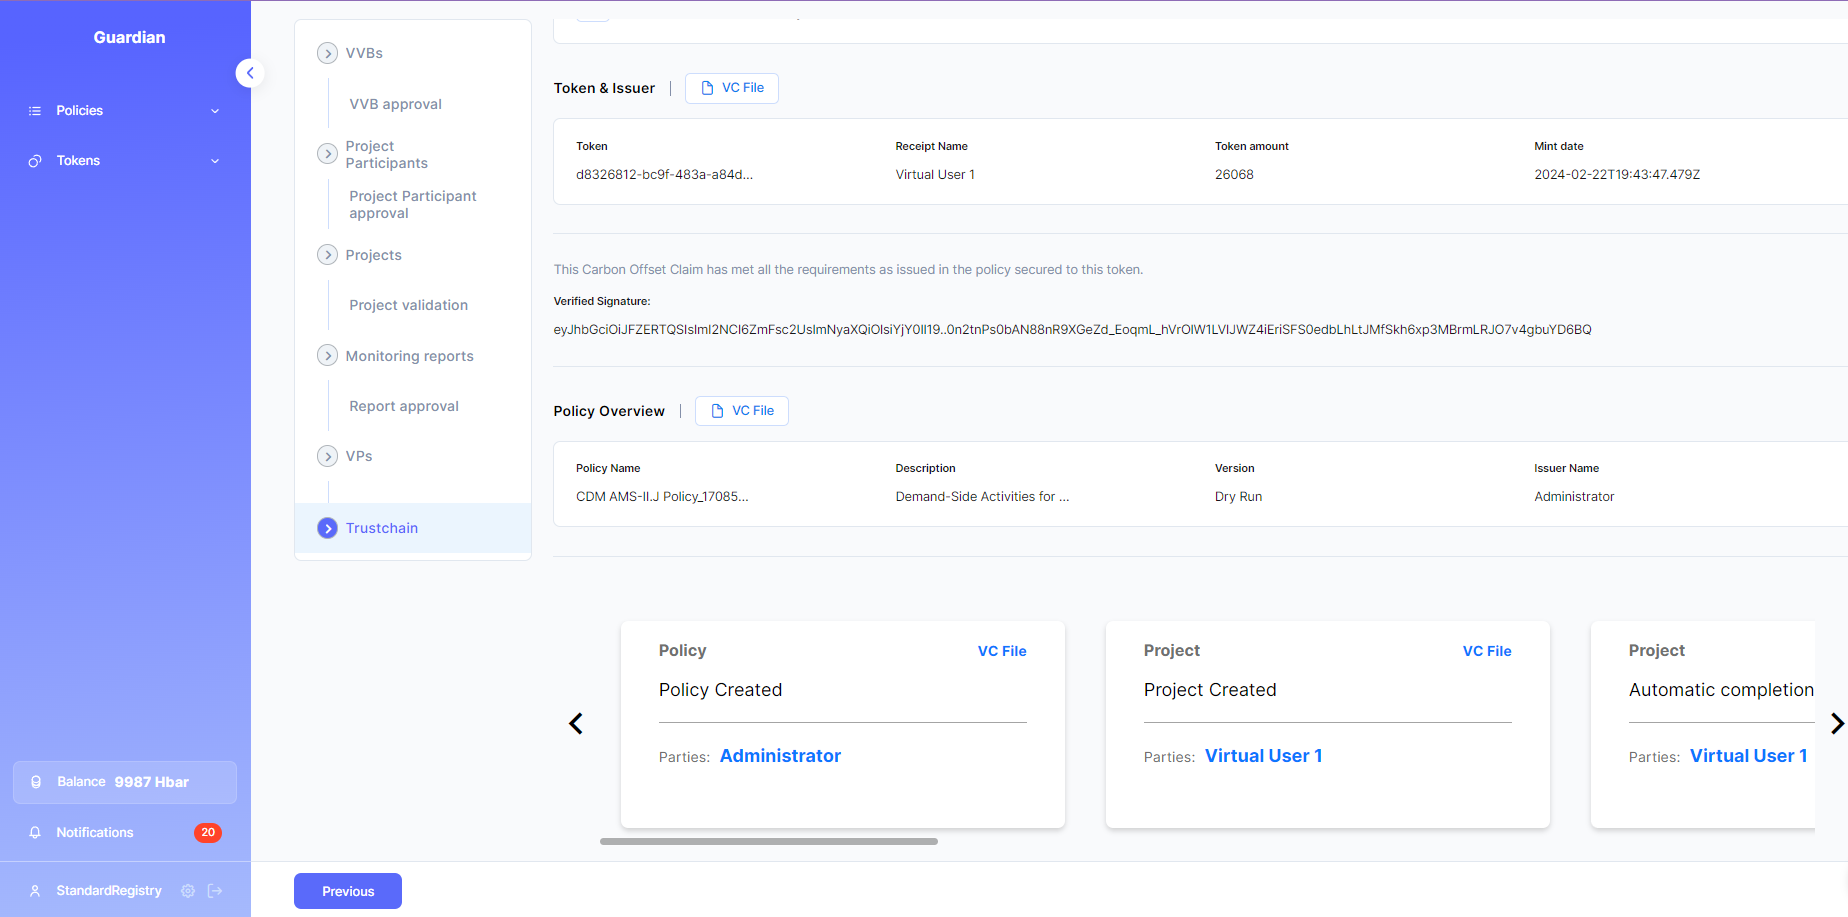 Guardian
Policies
Tokens
Balance 9987 Hbar
Notifications 20
StandardRegistry
VVBs
VVB approval
Project
Participants
Project Participant
approval
Projects
Project validation
Monitoring reports
Report approval
VPs
Trustchain
Token & Issuer | VC File
Token Receipt Name Token amount Mint date
d8326812-bc9f-483a-a84d... Virtual User 1 26068 2024-02-22T19:43:47.479Z
This Carbon Offset Claim has met all the requirements as issued in the policy secured to this token.
Verified Signature:
eyJhbGciOiJFZERTQSIsImI2NCI6ZmFsc2UsImNyaXQiOlsiYjY0Il19..0n2tnPs0bAN88nR9XGeZd_EoqmL_hVrOlW1LVIJWZ4iEriSFS0edbLhLtJMfSkh6xp3MBrmLRJO7v4gbuYD6BQ
Policy Overview | VC File
Policy Name Description Version Issuer Name
CDM AMS-II.J Policy_17085... Demand-Side Activities for ... Dry Run Administrator
Policy VC File
Policy Created
Parties: Administrator
Project VC File
Project Created
Parties: Virtual User 1
Project
Automatic completion
Parties: Virtual User 1
Previous